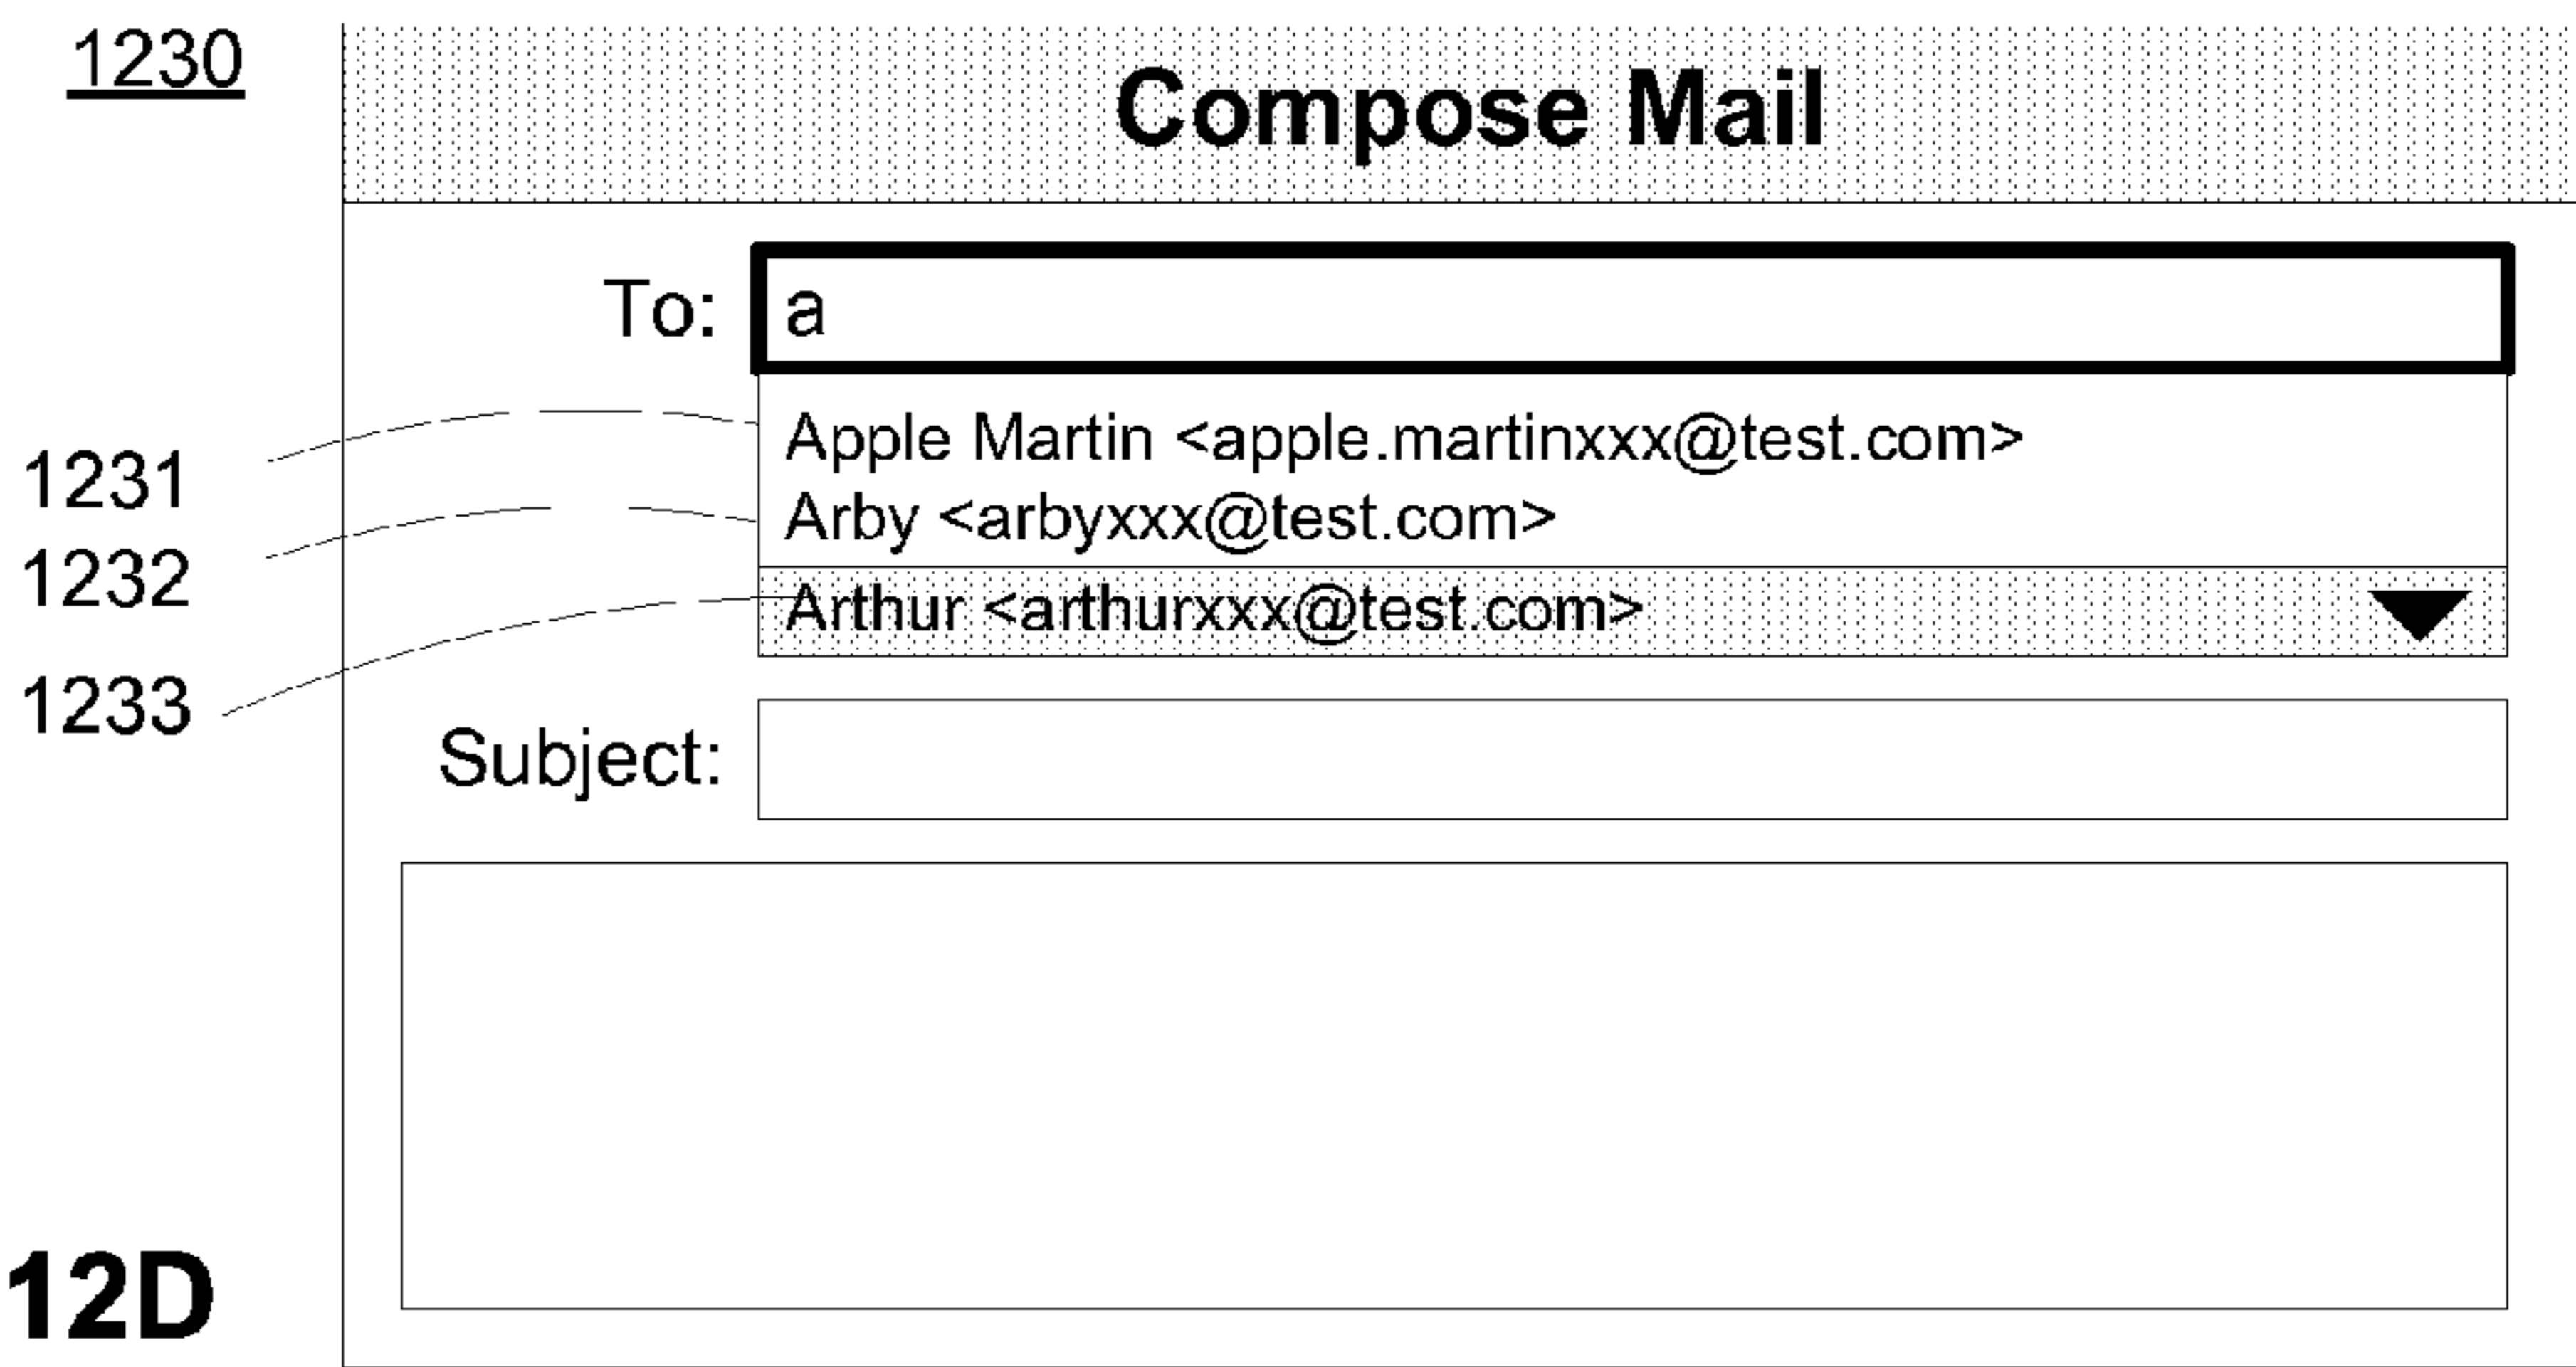 1230
Compose Mail
To: a
1231 Apple Martin <apple.martinxxx@test.com>
1232 Arby <arbyxxx@test.com>
1233 Arthur <arthurxxx@test.com>
Subject:
12D